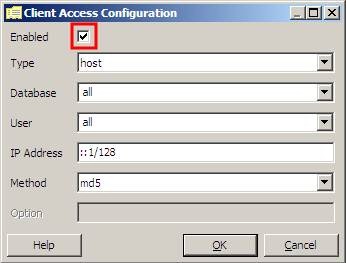 Client Access Configuration
Enabled
Type host
Database all
User all
IP Address ::1/128
Method md5
Option
Help OK Cancel